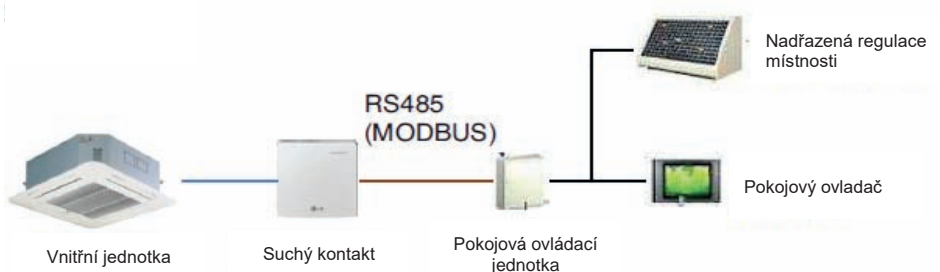 Nadřazená regulace
místnosti
RS485
(MODBUS)
Pokojový ovladač
Vnitřní jednotka
Suchý kontakt
Pokojová ovládací
jednotka